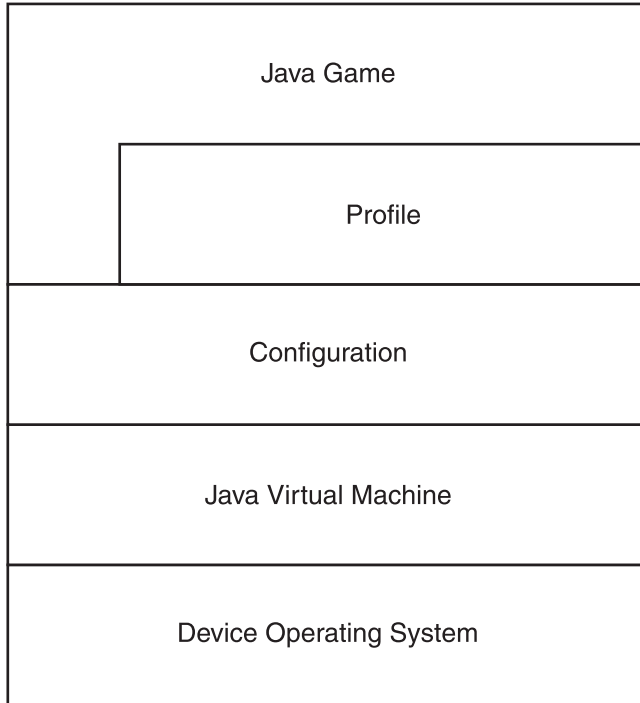 Java Game
Profile
Configuration
Java Virtual Machine
Device Operating System